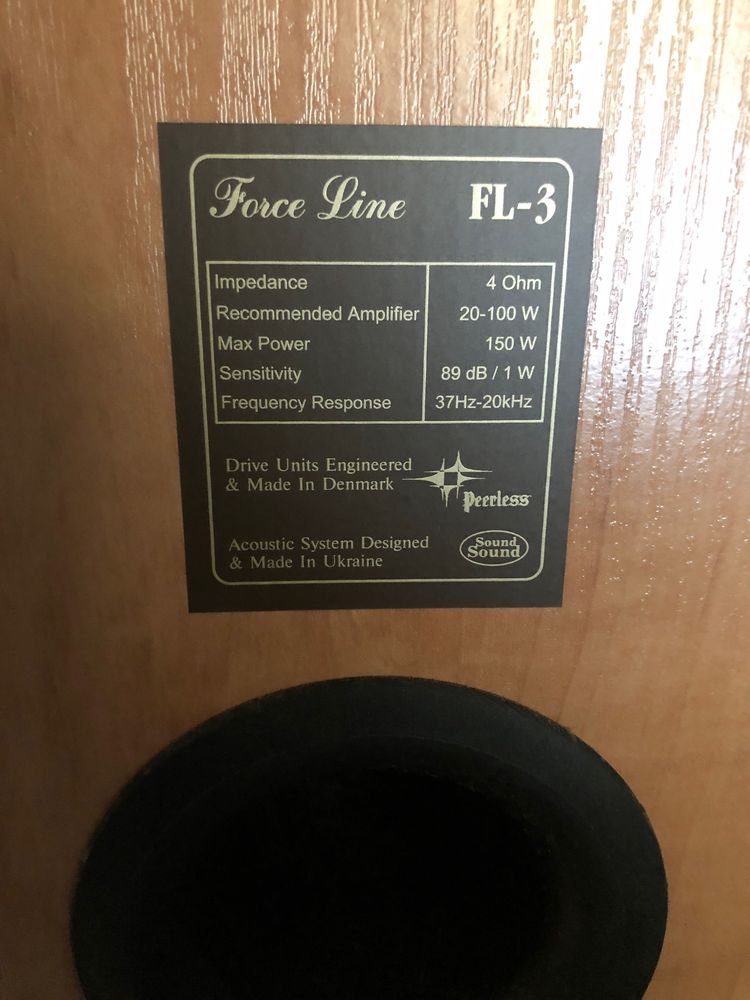 Force Line FL-3
Impedance 4 Ohm
Recommended Amplifier 20-100 W
Max Power 150 W
Sensitivity 89 dB / 1 W
Frequency Response 37Hz-20kHz
Drive Units Engineered
& Made In Denmark
Peerless
Acoustic System Designed
& Made In Ukraine
Sound
Sound